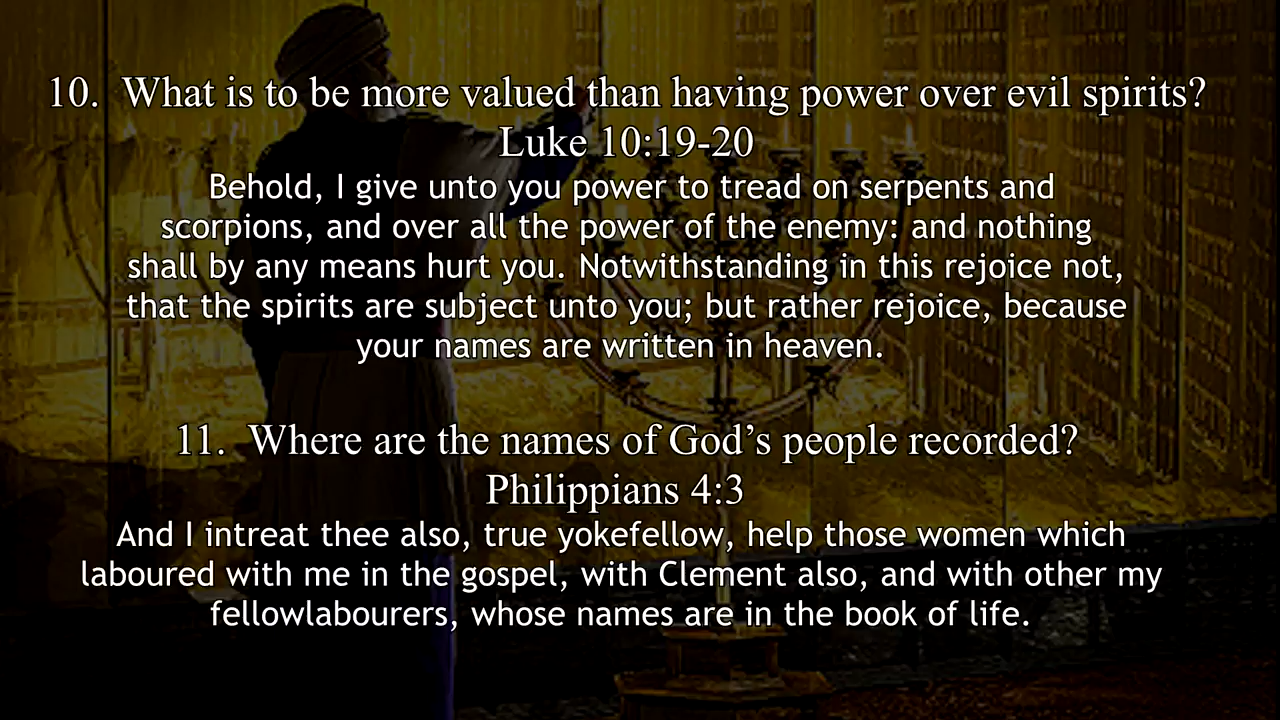 10.  What is to be more valued than having power over evil spirits?
Luke 10:19-20
Behold, I give unto you power to tread on serpents and
scorpions, and over all the power of the enemy: and nothing
shall by any means hurt you. Notwithstanding in this rejoice not,
that the spirits are subject unto you; but rather rejoice, because
your names are written in heaven.
11.  Where are the names of God’s people recorded?
Philippians 4:3
And I intreat thee also, true yokefellow, help those women which
laboured with me in the gospel, with Clement also, and with other my
fellowlabourers, whose names are in the book of life.